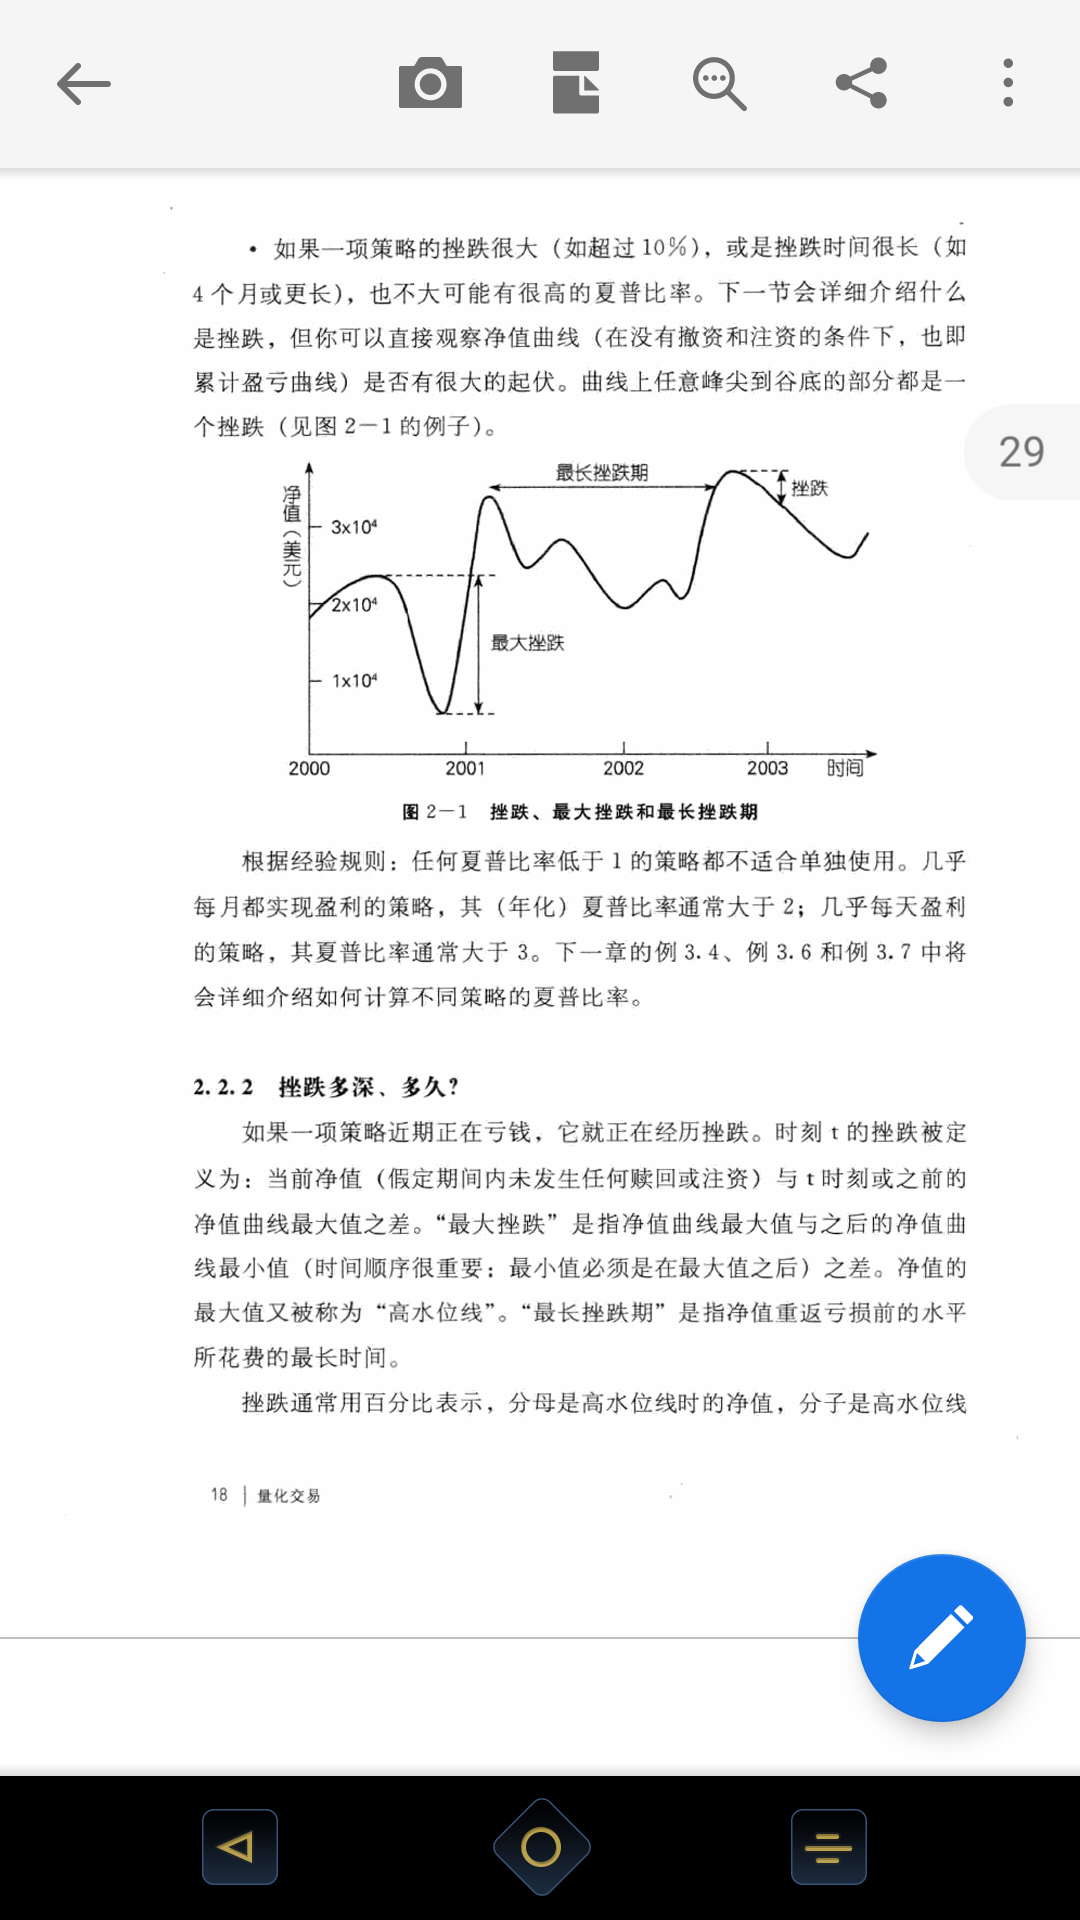 • 如果一项策略的挫跌很大（如超过 10％），或是挫跌时间很长（如
4 个月或更长），也不大可能有很高的夏普比率。下一节会详细介绍什么
是挫跌，但你可以直接观察净值曲线（在没有撤资和注资的条件下，也即
累计盈亏曲线）是否有很大的起伏。曲线上任意峰尖到谷底的部分都是一
个挫跌（见图 2－1 的例子）。
29
净值（美元）
最长挫跌期
挫跌
3x10⁴
2x10⁴
最大挫跌
1x10⁴
2000 2001 2002 2003 时间
图 2－1 挫跌、最大挫跌和最长挫跌期
根据经验规则：任何夏普比率低于 1 的策略都不适合单独使用。几乎
每月都实现盈利的策略，其（年化）夏普比率通常大于 2；几乎每天盈利
的策略，其夏普比率通常大于 3。下一章的例 3.4、例 3.6 和例 3.7 中将
会详细介绍如何计算不同策略的夏普比率。
2.2.2 挫跌多深、多久？
如果一项策略近期正在亏钱，它就正在经历挫跌。时刻 t 的挫跌被定
义为：当前净值（假定期间内未发生任何赎回或注资）与 t 时刻或之前的
净值曲线最大值之差。“最大挫跌”是指净值曲线最大值与之后的净值曲
线最小值（时间顺序很重要：最小值必须是在最大值之后）之差。净值的
最大值又被称为“高水位线”。“最长挫跌期”是指净值重返亏损前的水平
所花费的最长时间。
挫跌通常用百分比表示，分母是高水位线时的净值，分子是高水位线
18 | 量化交易